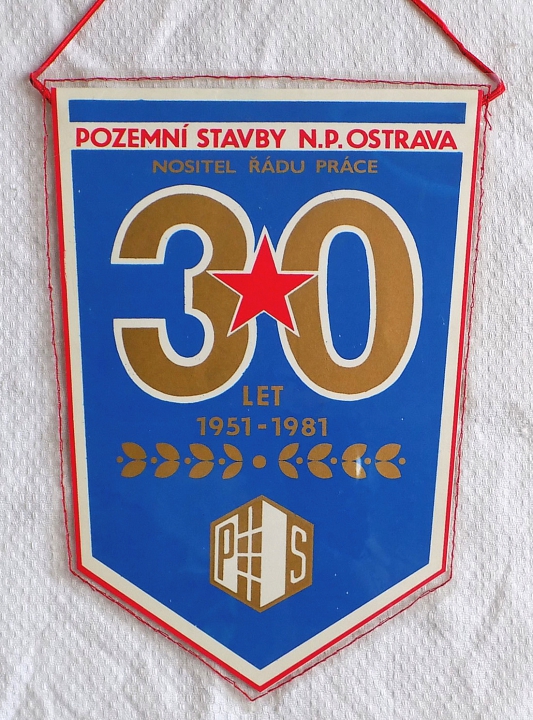 POZEMNÍ STAVBY N.P. OSTRAVA
NOSITEL ŘÁDU PRÁCE
30
LET
1951-1981
PS